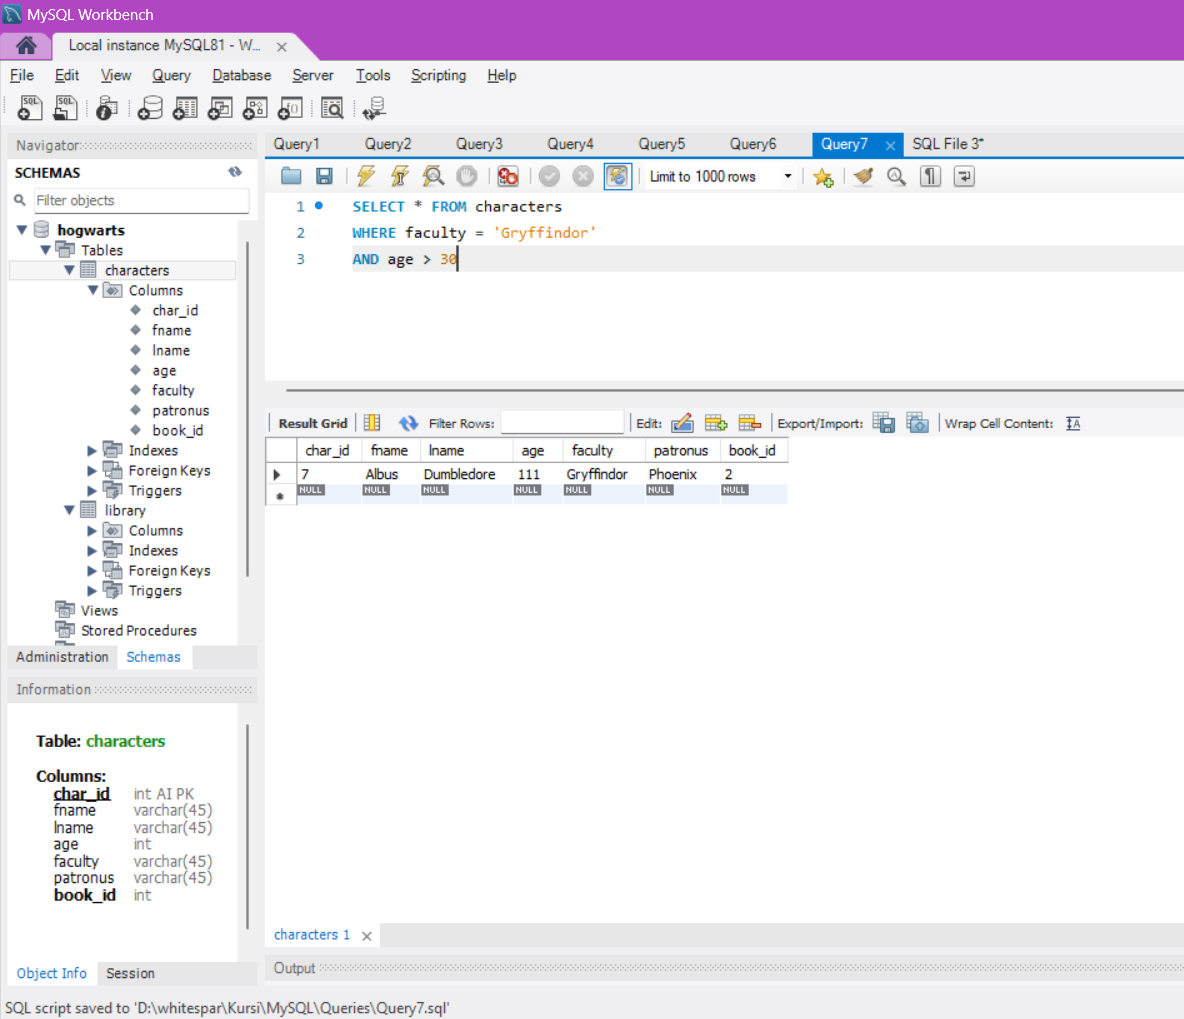 MySQL Workbench
Local instance MySQL81 - W...
File Edit View Query Database Server Tools Scripting Help
Navigator
SCHEMAS
Filter objects
hogwarts
Tables
characters
Columns
char_id
fname
lname
age
faculty
patronus
book_id
Indexes
Foreign Keys
Triggers
library
Columns
Indexes
Foreign Keys
Triggers
Views
Stored Procedures
Administration Schemas
Information
Table: characters
Columns:
char_id int AI PK
fname varchar(45)
lname varchar(45)
age int
faculty varchar(45)
patronus varchar(45)
book_id int
Object Info Session
Query1 Query2 Query3 Query4 Query5 Query6 Query7 SQL File 3*
Limit to 1000 rows
1 SELECT * FROM characters
2 WHERE faculty = 'Gryffindor'
3 AND age > 30
Result Grid Filter Rows: Edit: Export/Import: Wrap Cell Content:
char_id fname lname age faculty patronus book_id
7 Albus Dumbledore 111 Gryffindor Phoenix 2
NULL NULL NULL NULL NULL NULL NULL
characters 1
Output
SQL script saved to 'D:\whitespar\Kursi\MySQL\Queries\Query7.sql'